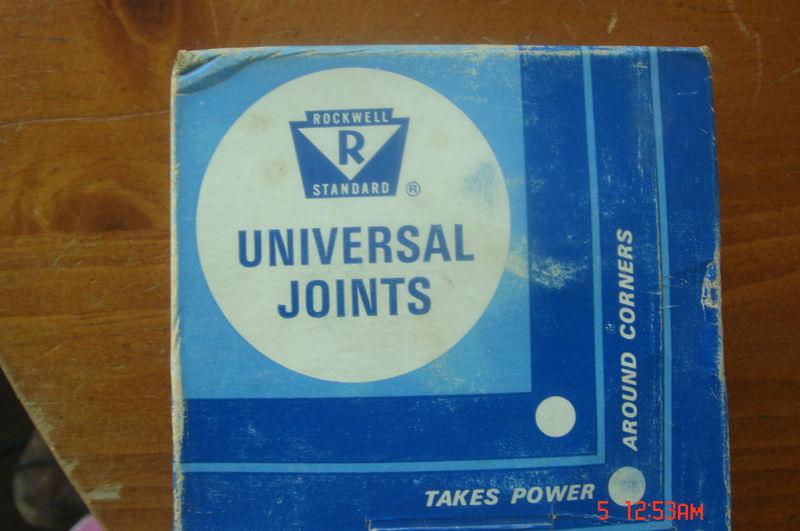 ROCKWELL
R
STANDARD ®
UNIVERSAL
JOINTS
TAKES POWER
AROUND CORNERS
5 12:53AM